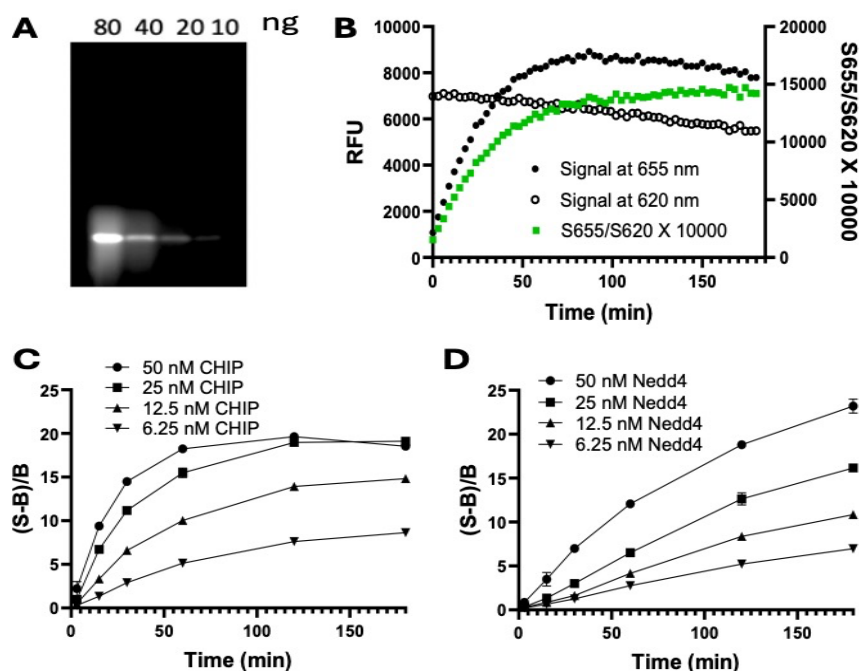 A
80 40 20 10 ng
B
10000
8000
6000
4000
2000
0
RFU
20000
15000
10000
5000
0
S655/S620 X 10000
Signal at 655 nm
Signal at 620 nm
S655/S620 X 10000
0 50 100 150
Time (min)
C
50 nM CHIP
25 nM CHIP
12.5 nM CHIP
6.25 nM CHIP
25
20
15
10
5
0
(S-B)/B
0 50 100 150
Time (min)
D
50 nM Nedd4
25 nM Nedd4
12.5 nM Nedd4
6.25 nM Nedd4
25
20
15
10
5
0
(S-B)/B
0 50 100 150
Time (min)